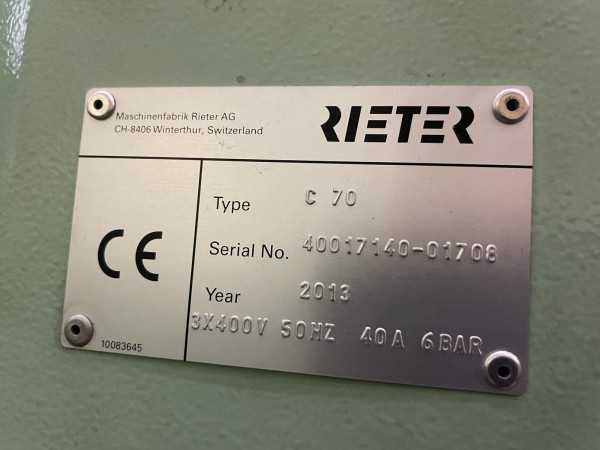 Maschinenfabrik Rieter AG
CH-8406 Winterthur, Switzerland
RIETER
CE
Type C 70
Serial No. 40017140-01708
Year 2013
3X400V 50HZ 40A 6BAR
10083645